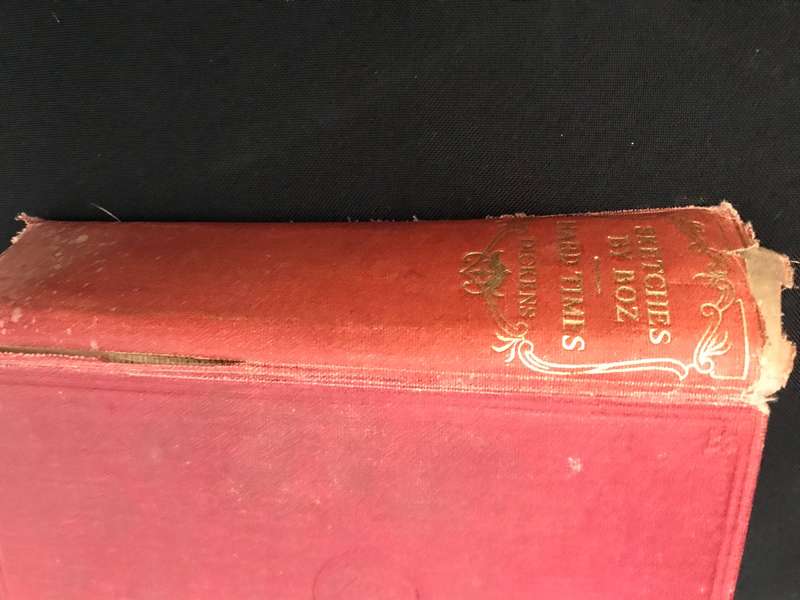 SKETCHES
BY BOZ
HARD TIMES
DICKENS